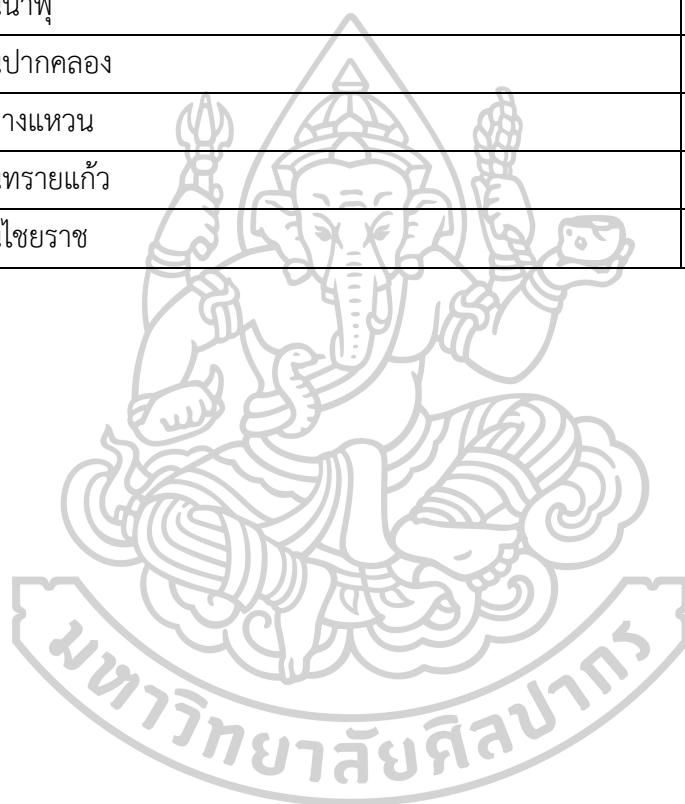 นปากคลอง
างแหวน
นทรายแก้ว
นไชยราช
มหาวิทยาลัยศิลปากร